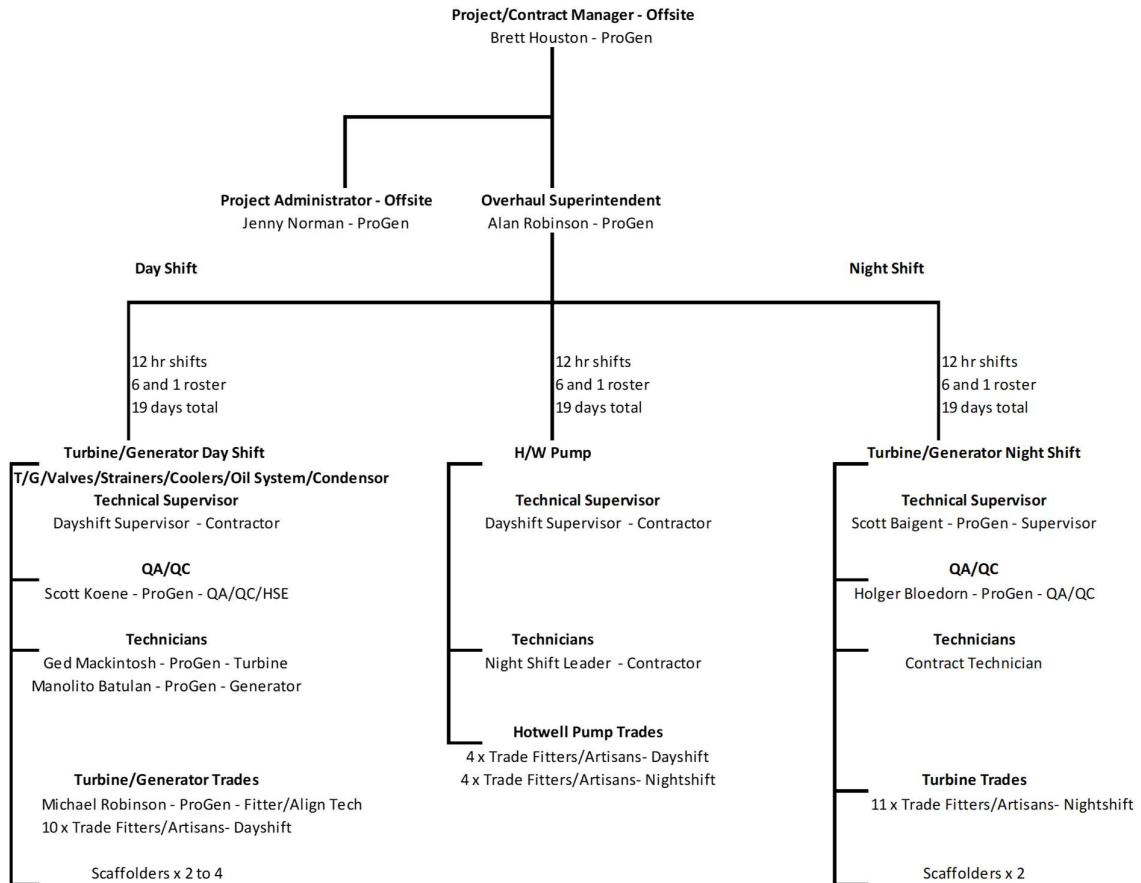 Project/Contract Manager - Offsite
Brett Houston - ProGen
Project Administrator - Offsite
Jenny Norman - ProGen
Overhaul Superintendent
Alan Robinson - ProGen
Day Shift
Night Shift
12 hr shifts
6 and 1 roster
19 days total
Turbine/Generator Day Shift
T/G/Valves/Strainers/Coolers/Oil System/Condensor
Technical Supervisor
Dayshift Supervisor - Contractor
QA/QC
Scott Koene - ProGen - QA/QC/HSE
Technicians
Ged Mackintosh - ProGen - Turbine
Manolito Batulan - ProGen - Generator
Turbine/Generator Trades
Michael Robinson - ProGen - Fitter/Align Tech
10 x Trade Fitters/Artisans- Dayshift
Scaffolders x 2 to 4
12 hr shifts
6 and 1 roster
19 days total
H/W Pump
Technical Supervisor
Dayshift Supervisor - Contractor
Technicians
Night Shift Leader - Contractor
Hotwell Pump Trades
4 x Trade Fitters/Artisans- Dayshift
4 x Trade Fitters/Artisans- Nightshift
12 hr shifts
6 and 1 roster
19 days total
Turbine/Generator Night Shift
Technical Supervisor
Scott Baigent - ProGen - Supervisor
QA/QC
Holger Bloedorn - ProGen - QA/QC
Technicians
Contract Technician
Turbine Trades
11 x Trade Fitters/Artisans- Nightshift
Scaffolders x 2